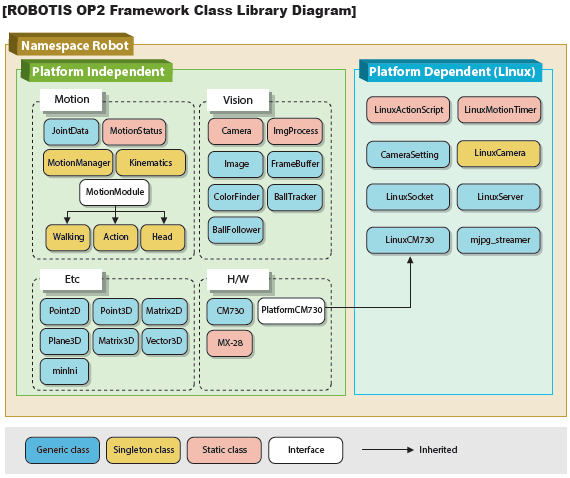 [ROBOTIS OP2 Framework Class Library Diagram]
Namespace Robot
Platform Independent
Motion
JointData
MotionStatus
MotionManager
Kinematics
MotionModule
Walking
Action
Head
Vision
Camera
ImgProcess
Image
FrameBuffer
ColorFinder
BallTracker
BallFollower
Etc
Point2D
Point3D
Matrix2D
Plane3D
Matrix3D
Vector3D
minIni
H/W
CM730
PlatformCM730
MX-28
Platform Dependent (LInux)
LinuxActionScript
LinuxMotionTimer
CameraSetting
LinuxCamera
LinuxSocket
LinuxServer
LinuxCM730
mjpg_streamer
Generic class
Singleton class
Static class
Interface
Inherited